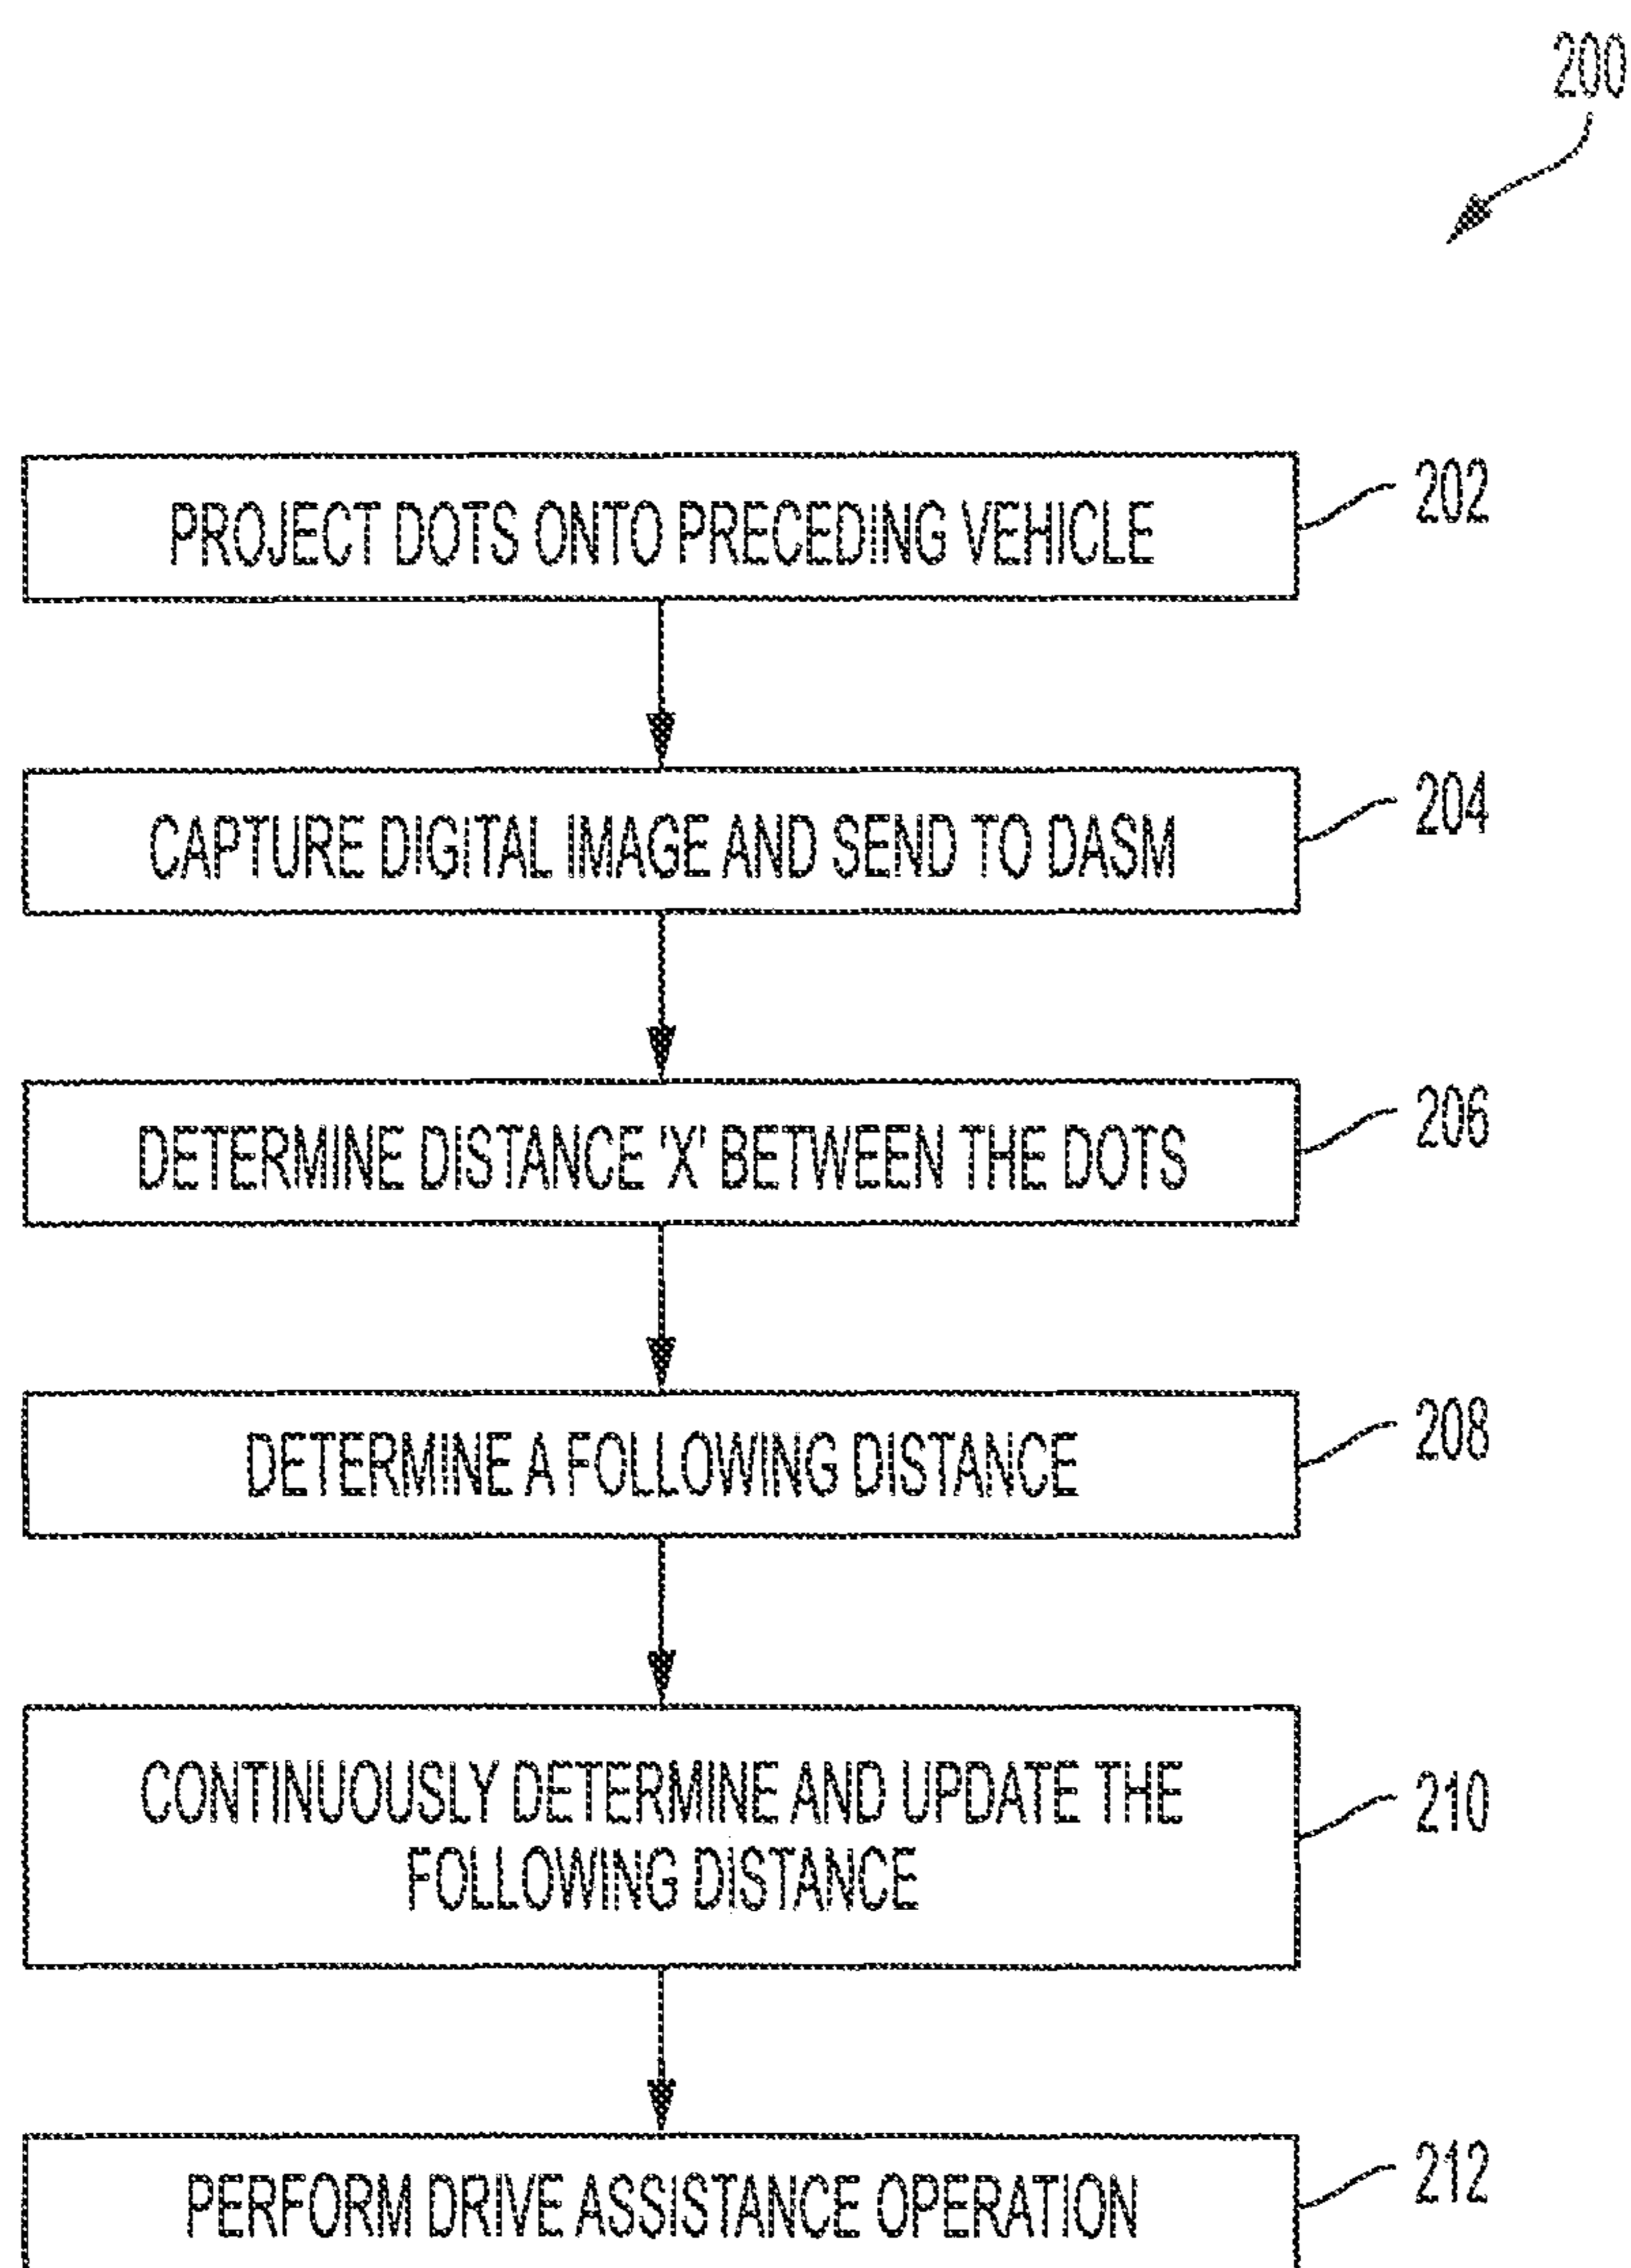 200
PROJECT DOTS ONTO PRECEDING VEHICLE
202
CAPTURE DIGITAL IMAGE AND SEND TO DASM
204
DETERMINE DISTANCE 'X' BETWEEN THE DOTS
206
DETERMINE A FOLLOWING DISTANCE
208
CONTINUOUSLY DETERMINE AND UPDATE THE
FOLLOWING DISTANCE
210
PERFORM DRIVE ASSISTANCE OPERATION
212